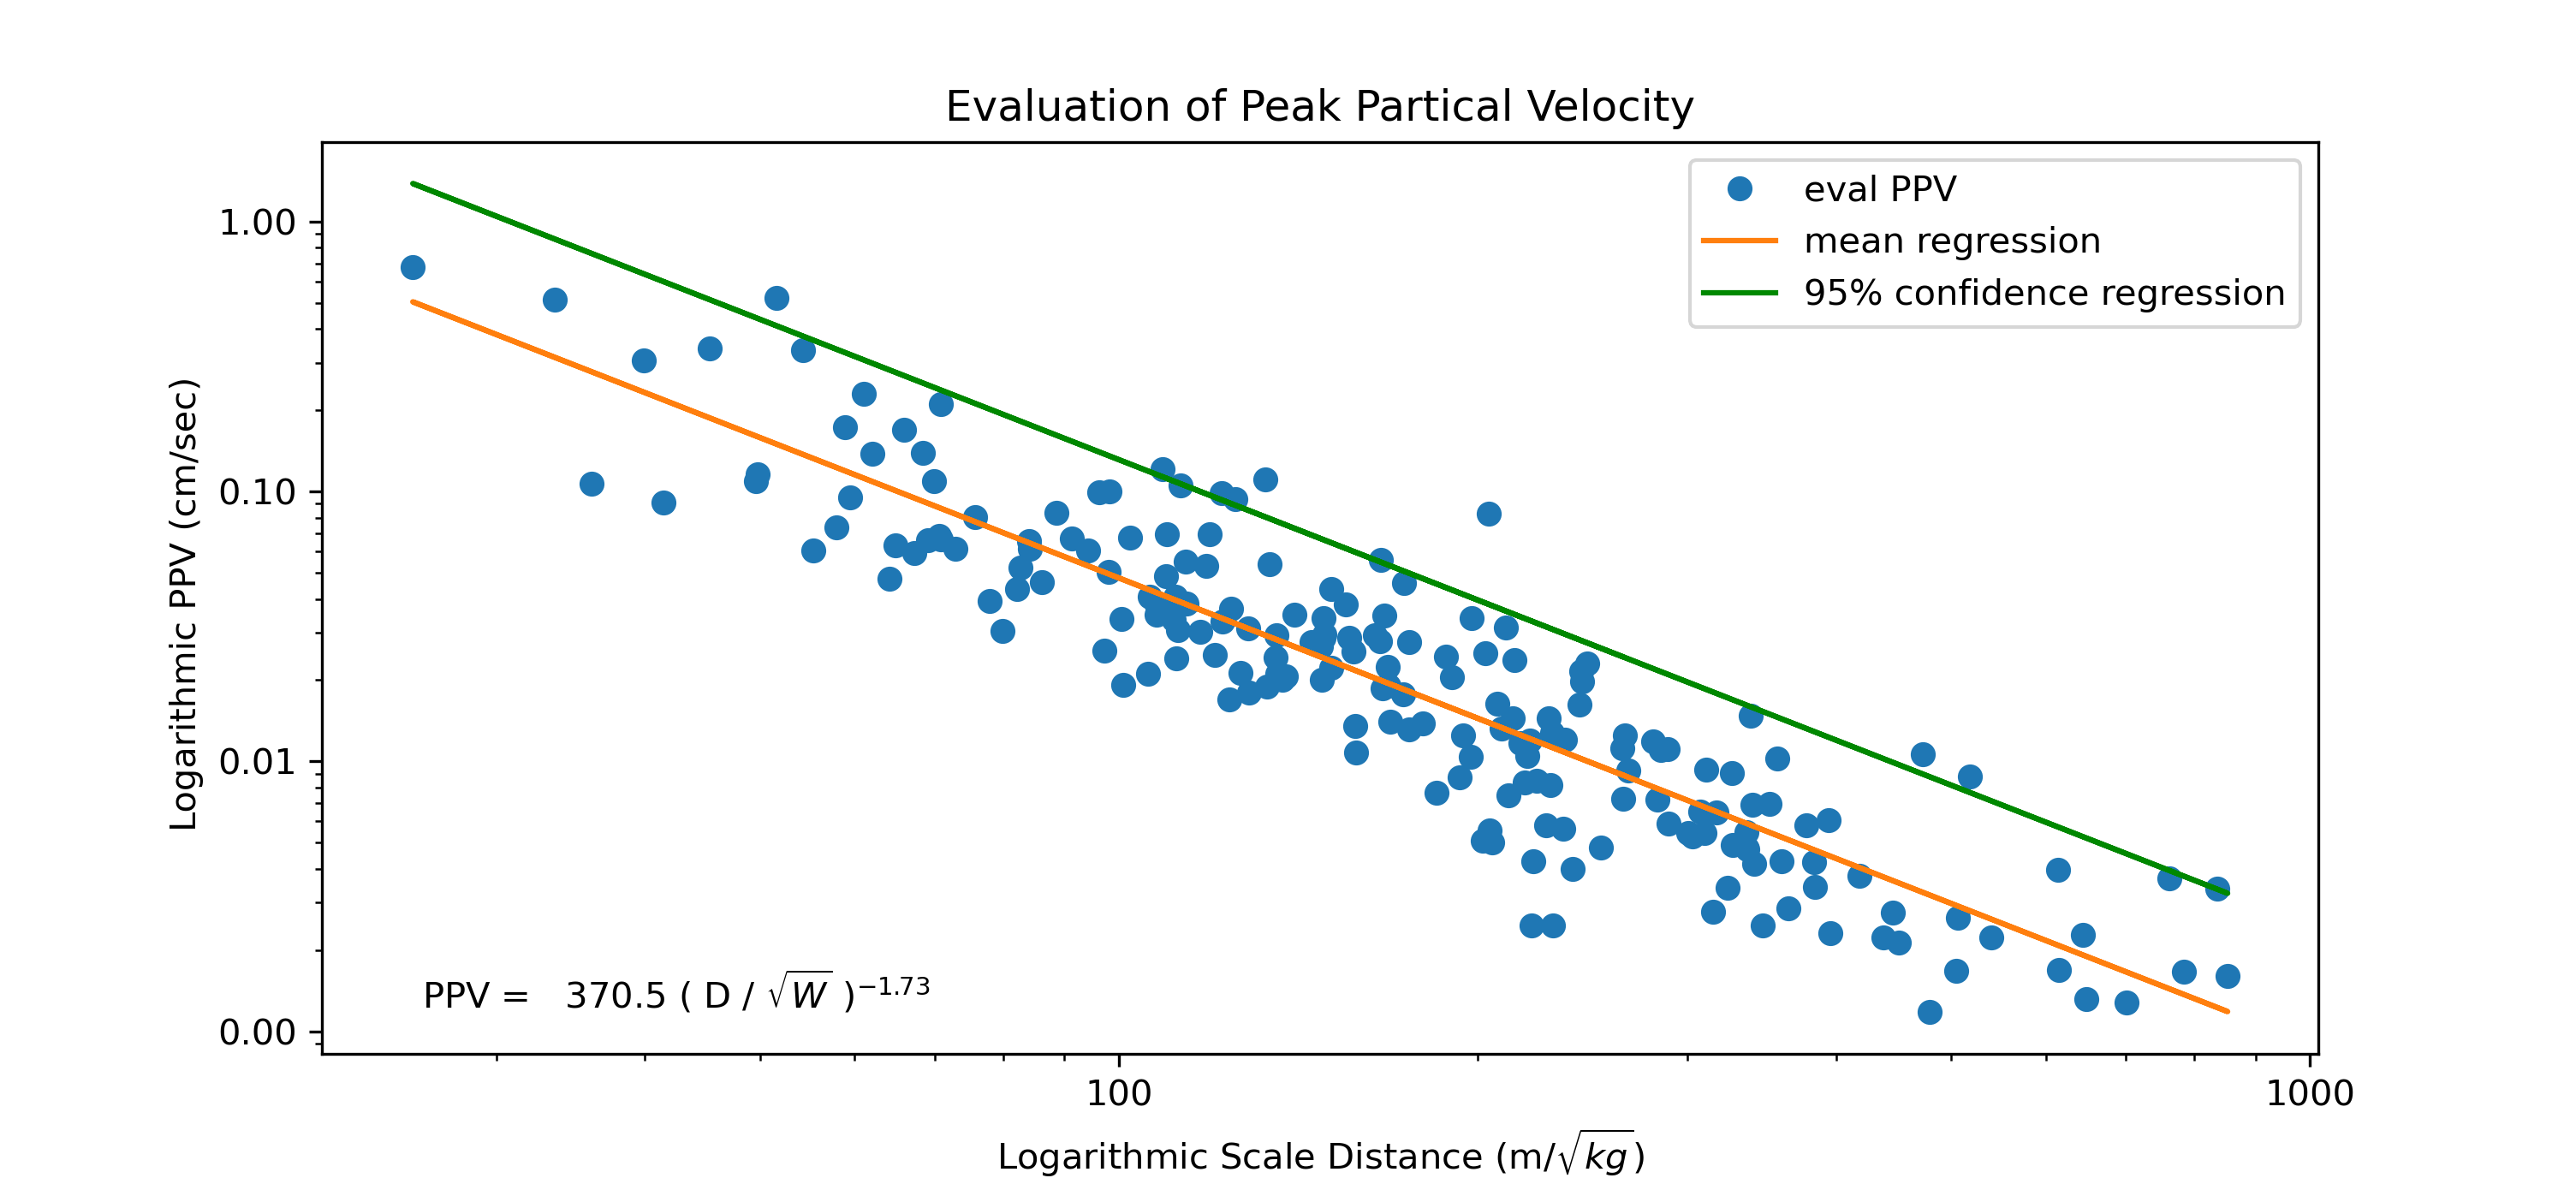 Evaluation of Peak Partical Velocity
eval PPV
mean regression
95% confidence regression
1.00
0.10
0.01
0.00
Logarithmic PPV (cm/sec)
PPV = 370.5 ( D / √W )⁻¹·⁷³
100
1000
Logarithmic Scale Distance (m/√kg)